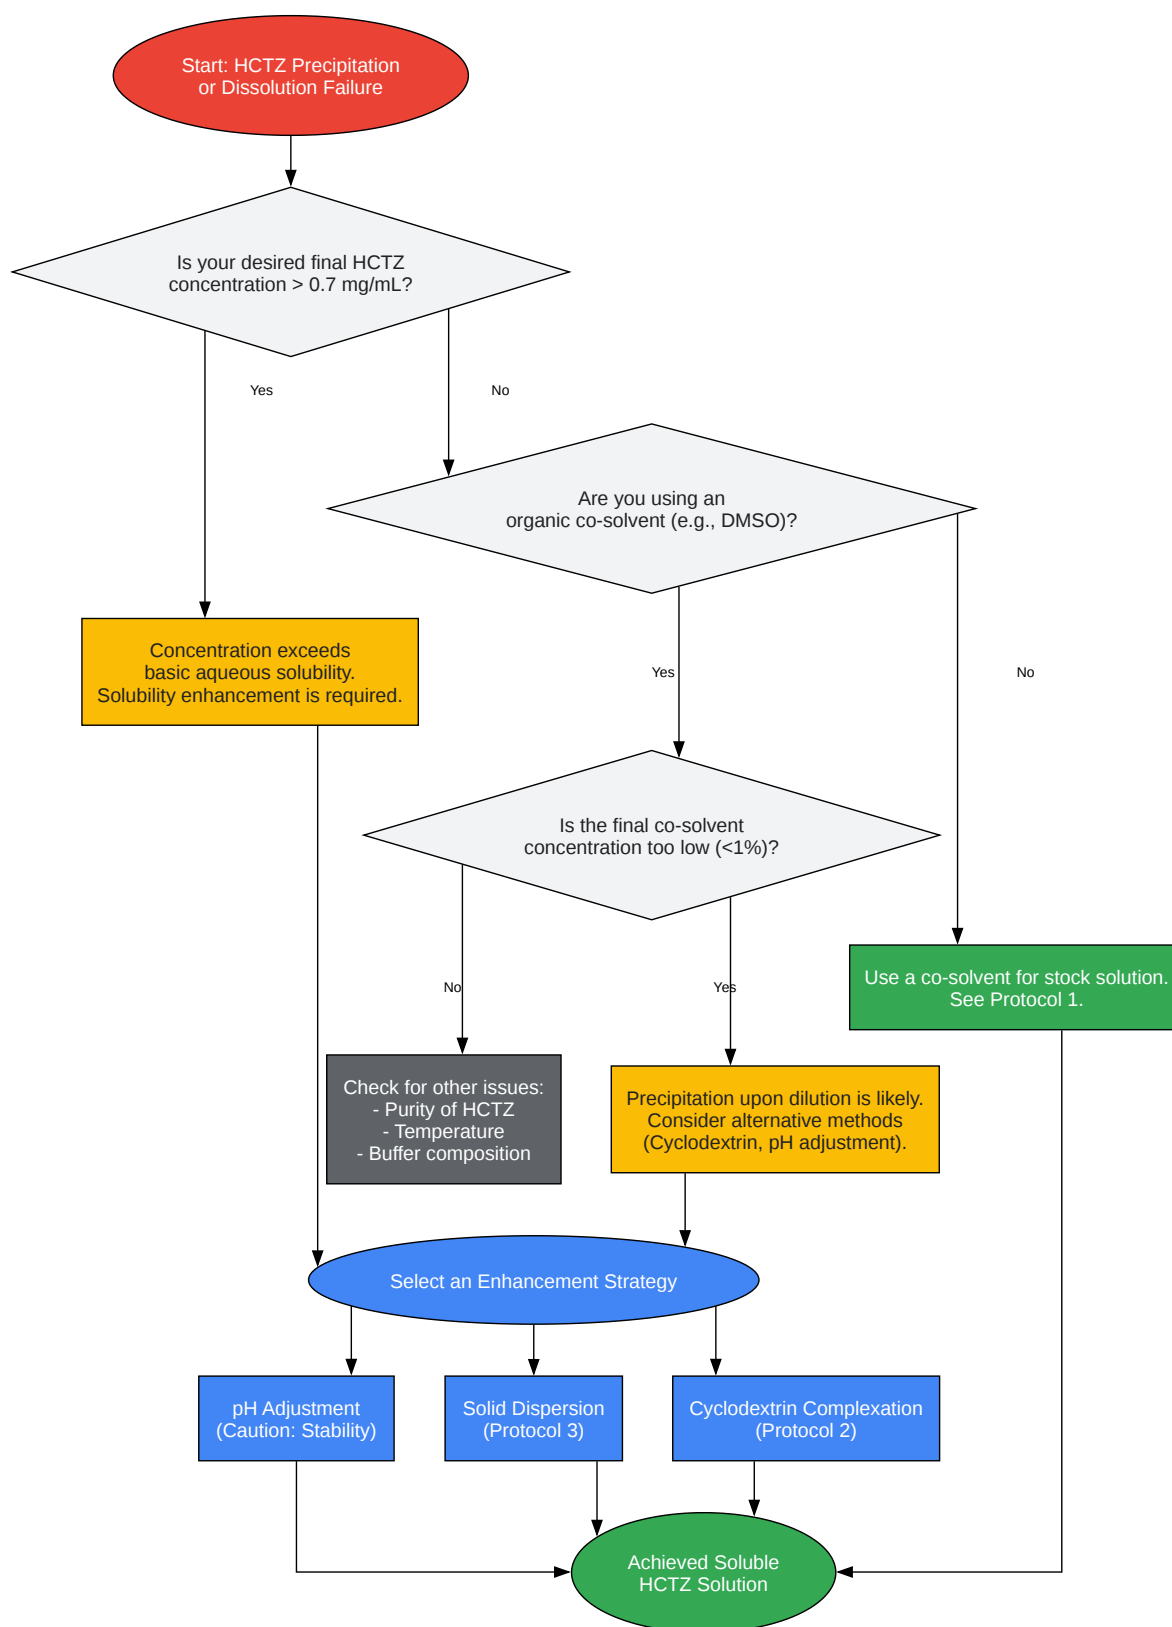 Start: HCTZ Precipitation
or Dissolution Failure
Is your desired final HCTZ
concentration > 0.7 mg/mL?
Yes
No
Are you using an
organic co-solvent (e.g., DMSO)?
Concentration exceeds
basic aqueous solubility.
Solubility enhancement is required.
Yes
No
Is the final co-solvent
concentration too low (<1%)?
No
Yes
Use a co-solvent for stock solution.
See Protocol 1.
Check for other issues:
- Purity of HCTZ
- Temperature
- Buffer composition
Precipitation upon dilution is likely.
Consider alternative methods
(Cyclodextrin, pH adjustment).
Select an Enhancement Strategy
pH Adjustment
(Caution: Stability)
Solid Dispersion
(Protocol 3)
Cyclodextrin Complexation
(Protocol 2)
Achieved Soluble
HCTZ Solution